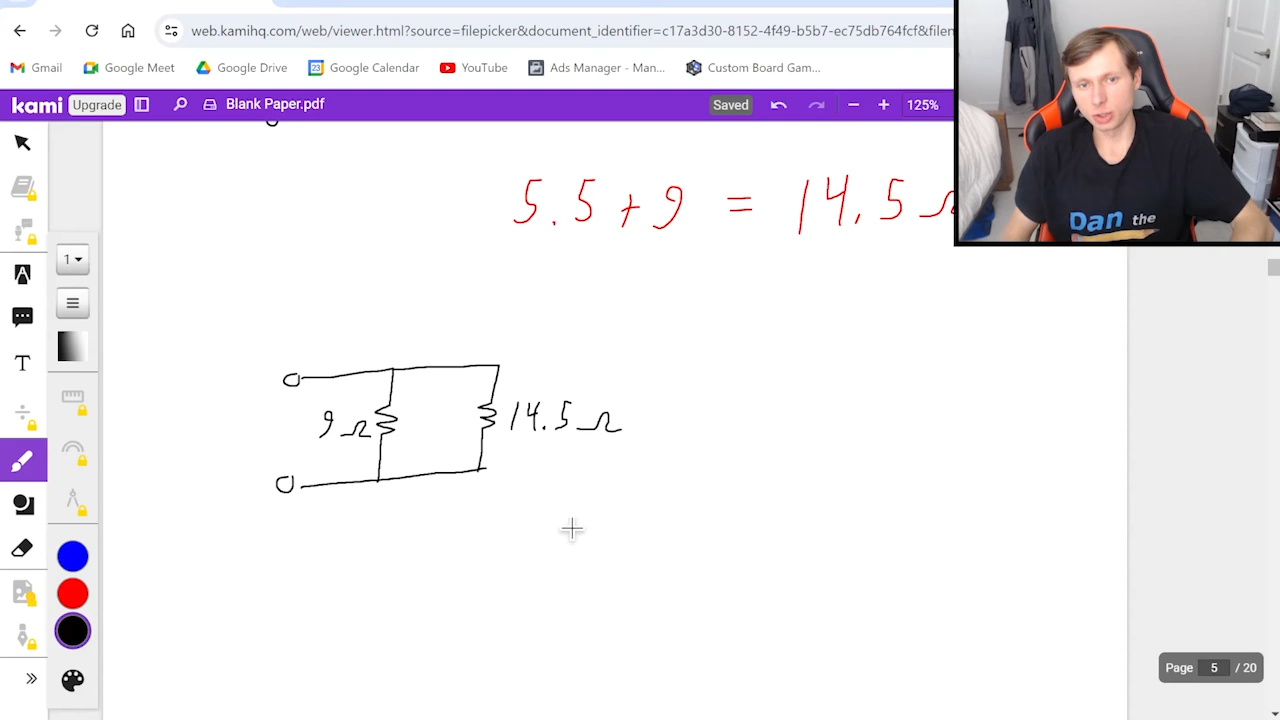 web.kamihq.com/web/viewer.html?source=filepicker&document_identifier=c17a3d30-8152-4f49-b5b7-ec75db764fcf&filen
Gmail
Google Meet
Google Drive
23
Google Calendar
YouTube
Ads Manager - Man...
Custom Board Gam...
kami
Upgrade
Blank Paper.pdf
Saved
125%
Dan the
5.5 + 9 = 14.5 Ω
1
T
9 Ω
14.5 Ω
Page 5 / 20